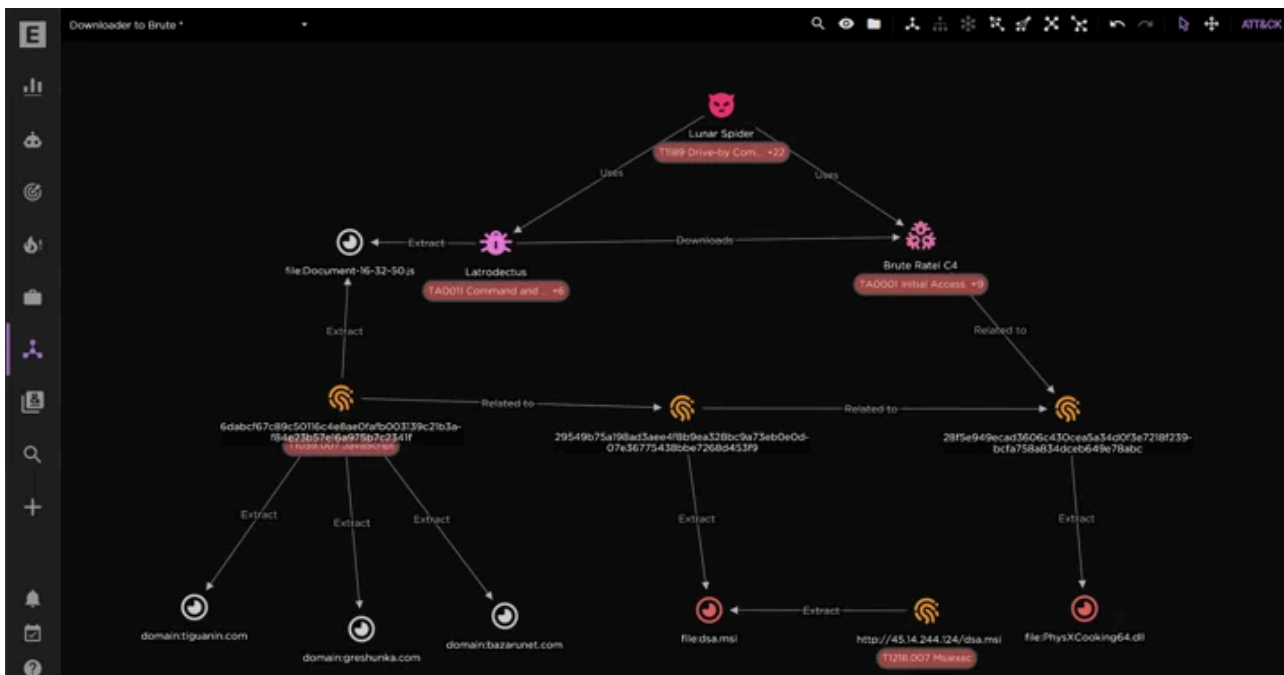 Downloader to Brute *
ATT&CK
Lunar Spider
T1189 Drive-by Com... +22
Uses
Uses
Extract
Downloads
file:Document-16-32-50.js
Latrodectus
TA0011 Command and ... +6
Brute Ratel C4
TA0001 Initial Access +9
Extract
Related to
Related to
Related to
6dabcf67c89c50116c4e8ae0fafb003139c21b3a-
f84e23b57e16a975b7c2341f
T1059.007 JavaScript
29549b75a198ad3aee4f8b9ea328bc9a73eb0e0d-
07e36775438bbe7268d453f9
28f5e949ecad3606c430cea5a34d0f3e7218f239-
bcfa758a834dceb649e78abc
Extract
Extract
Extract
Extract
Extract
domain:tiguanin.com
domain:greshunka.com
domain:bazarunet.com
file:dsa.msi
Extract
http://45.14.244.124/dsa.msi
T1218.007 Msiexec
file:PhysXCooking64.dll